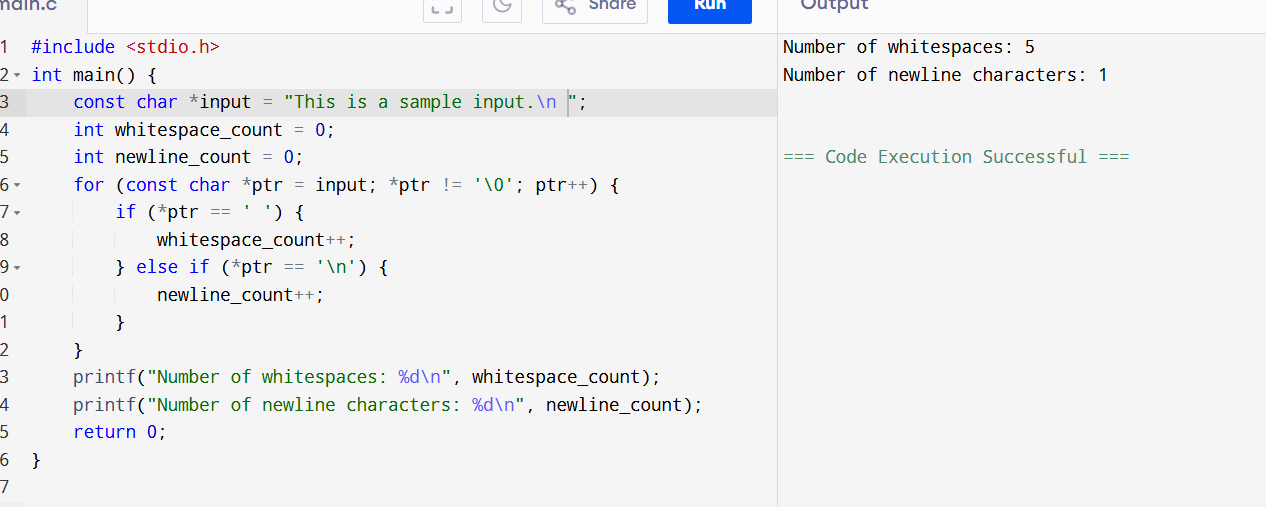 main.c
Share
Run
Output
1 #include <stdio.h>
2 int main() {
3     const char *input = "This is a sample input.\n ";
4     int whitespace_count = 0;
5     int newline_count = 0;
6     for (const char *ptr = input; *ptr != '\0'; ptr++) {
7         if (*ptr == ' ') {
8             whitespace_count++;
9         } else if (*ptr == '\n') {
0             newline_count++;
1         }
2     }
3     printf("Number of whitespaces: %d\n", whitespace_count);
4     printf("Number of newline characters: %d\n", newline_count);
5     return 0;
6 }
7
Number of whitespaces: 5
Number of newline characters: 1
=== Code Execution Successful ===